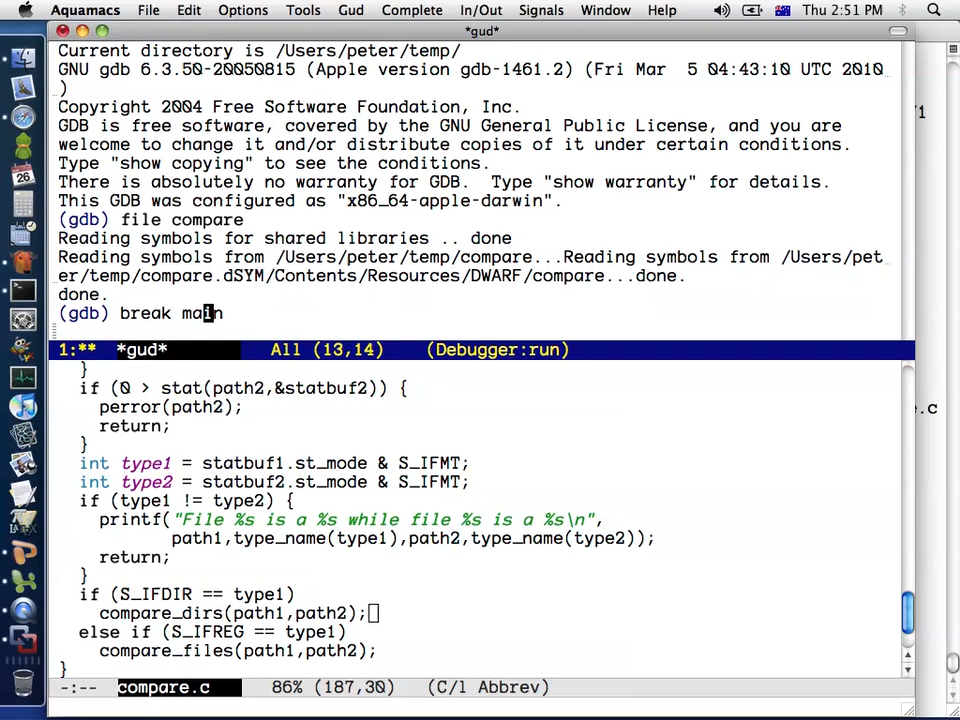 Aquamacs File Edit Options Tools Gud Complete In/Out Signals Window Help Thu 2:51 PM
*gud*
Current directory is /Users/peter/temp/
GNU gdb 6.3.50-20050815 (Apple version gdb-1461.2) (Fri Mar  5 04:43:10 UTC 2010
)
Copyright 2004 Free Software Foundation, Inc.
GDB is free software, covered by the GNU General Public License, and you are
welcome to change it and/or distribute copies of it under certain conditions.
Type "show copying" to see the conditions.
There is absolutely no warranty for GDB.  Type "show warranty" for details.
This GDB was configured as "x86_64-apple-darwin".
(gdb) file compare
Reading symbols for shared libraries .. done
Reading symbols from /Users/peter/temp/compare...Reading symbols from /Users/pet
er/temp/compare.dSYM/Contents/Resources/DWARF/compare...done.
done.
(gdb) break main
1:** *gud* All (13,14) (Debugger:run)
}
if (0 > stat(path2,&statbuf2)) {
perror(path2);
return;
}
int type1 = statbuf1.st_mode & S_IFMT;
int type2 = statbuf2.st_mode & S_IFMT;
if (type1 != type2) {
printf("File %s is a %s while file %s is a %s\n",
path1,type_name(type1),path2,type_name(type2));
return;
}
if (S_IFDIR == type1)
compare_dirs(path1,path2);
else if (S_IFREG == type1)
compare_files(path1,path2);
}
-:-- compare.c 86% (187,30) (C/l Abbrev)